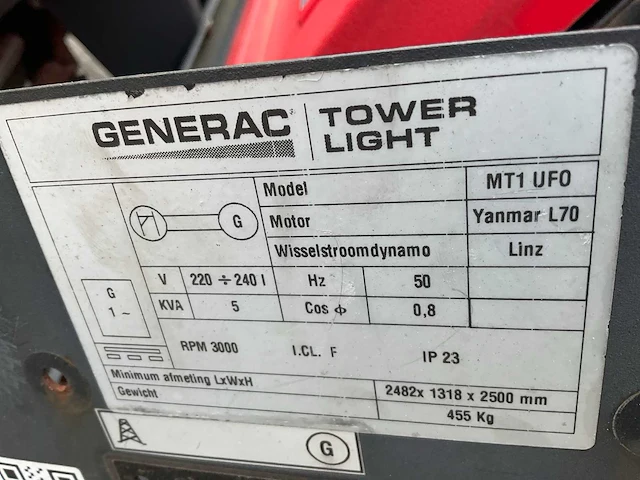 GENERAC TOWER LIGHT
Model MT1 UFO
Motor Yanmar L70
G
Wisselstroomdynamo Linz
V 220 ÷ 240 I Hz 50
G
1 ~
KVA 5 Cos ϕ 0,8
RPM 3000 I.CL. F IP 23
Minimum afmeting LxWxH 2482x 1318 x 2500 mm
Gewicht 455 Kg
G